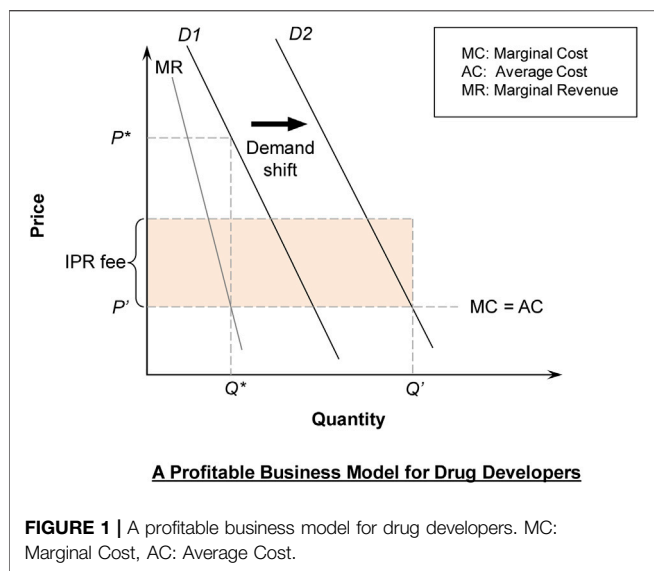 D1
D2
MR
MC: Marginal Cost
AC: Average Cost
MR: Marginal Revenue
P*
Demand
shift
Price
IPR fee
P'
MC = AC
Q*
Q'
Quantity
A Profitable Business Model for Drug Developers
FIGURE 1 | A profitable business model for drug developers. MC:
Marginal Cost, AC: Average Cost.